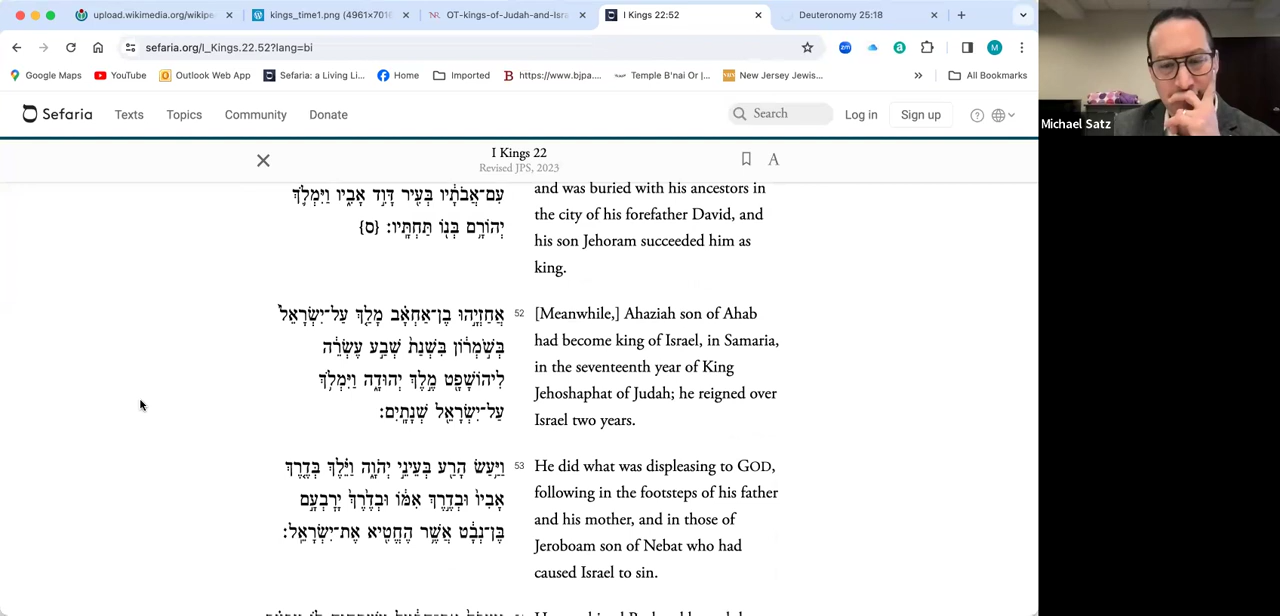 upload.wikimedia.org/wikipe
kings_time1.png (4961×7016
OT-kings-of-Judah-and-Isra
I Kings 22:52
Deuteronomy 25:18
sefaria.org/I_Kings.22.52?lang=bi
Google Maps
YouTube
Outlook Web App
Sefaria: a Living Li...
Home
Imported
https://www.bjpa....
Temple B'nai Or |...
New Jersey Jewis...
»
All Bookmarks
Sefaria
Texts
Topics
Community
Donate
Search
Log in
Sign up
I Kings 22
Revised JPS, 2023
A
עִם־אֲבֹתָ֔יו בְּעִ֖יר דָּוִ֣ד אָבִ֑יו וַיִּמְלֹ֛ךְ
יְהוֹרָ֥ם בְּנ֖וֹ תַּחְתָּֽיו׃ {ס}
and was buried with his ancestors in
the city of his forefather David, and
his son Jehoram succeeded him as
king.
אֲחַזְיָ֣הוּ בֶן־אַחְאָ֗ב מָלַ֤ךְ עַל־יִשְׂרָאֵל֙
בְּשֹׁ֣מְר֔וֹן בִּשְׁנַת֙ שְׁבַ֣ע עֶשְׂרֵ֔ה
לִיהוֹשָׁפָ֖ט מֶ֣לֶךְ יְהוּדָ֑ה וַיִּמְלֹ֥ךְ
עַל־יִשְׂרָאֵ֖ל שְׁנָתָֽיִם׃
52
[Meanwhile,] Ahaziah son of Ahab
had become king of Israel, in Samaria,
in the seventeenth year of King
Jehoshaphat of Judah; he reigned over
Israel two years.
וַיַּ֥עַשׂ הָרַ֖ע בְּעֵינֵ֣י יְהֹוָ֑ה וַיֵּ֗לֶךְ בְּדֶ֤רֶךְ
אָבִיו֙ וּבְדֶ֣רֶךְ אִמּ֔וֹ וּבְדֶ֙רֶךְ֙ יָרׇבְעָ֣ם
בֶּן־נְבָ֔ט אֲשֶׁ֥ר הֶחֱטִ֖יא אֶת־יִשְׂרָאֵֽל׃
53
He did what was displeasing to GOD,
following in the footsteps of his father
and his mother, and in those of
Jeroboam son of Nebat who had
caused Israel to sin.
Michael Satz